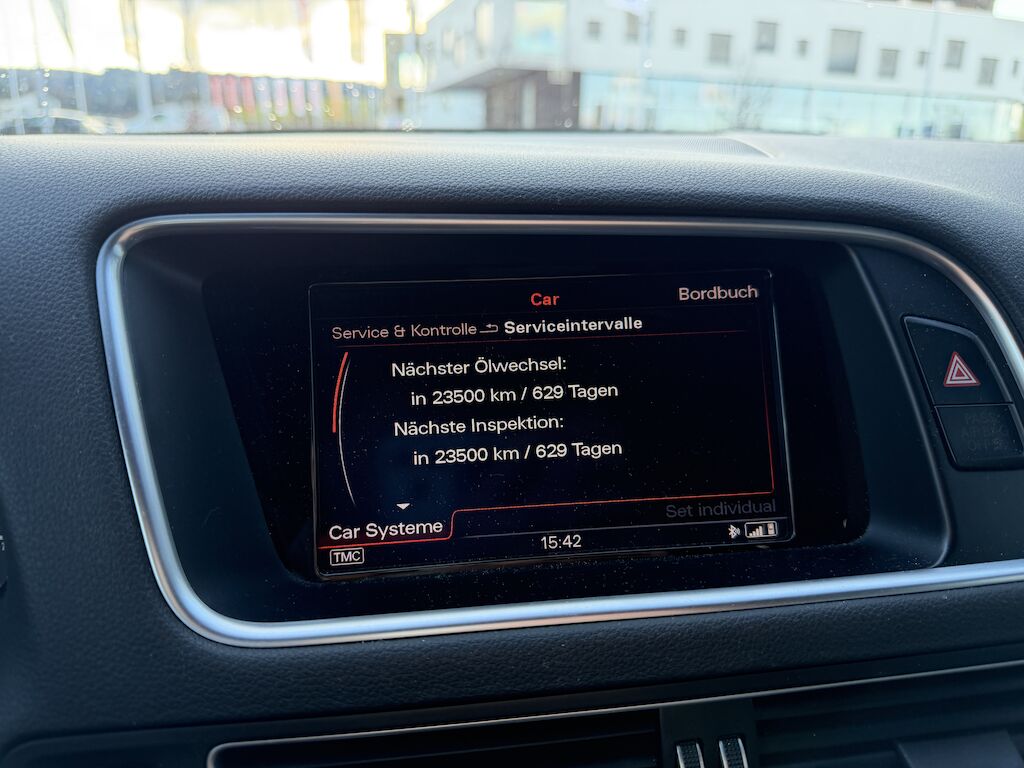 Car
Bordbuch
Service & Kontrolle Serviceintervalle
Nächster Ölwechsel:
in 23500 km / 629 Tagen
Nächste Inspektion:
in 23500 km / 629 Tagen
Set individual
Car Systeme
15:42
TMC